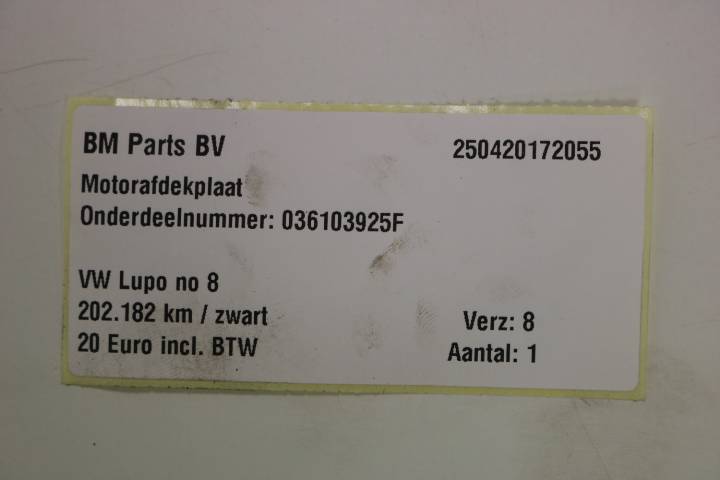 BM Parts BV 250420172055
Motorafdekplaat
Onderdeelnummer: 036103925F
VW Lupo no 8
202.182 km / zwart Verz: 8
20 Euro incl. BTW Aantal: 1